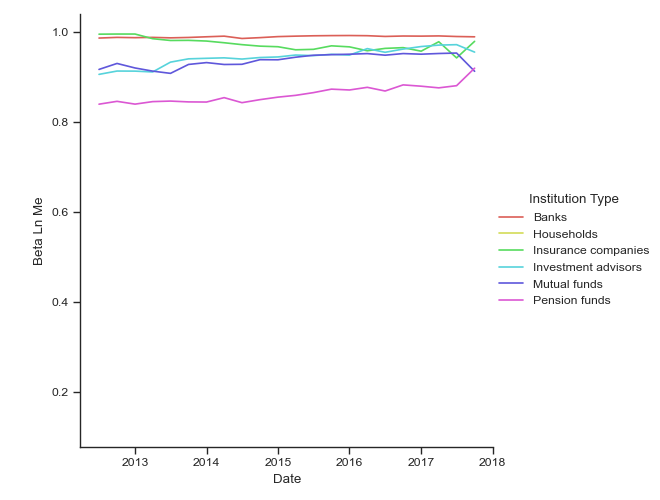 1.0
0.8
0.6
0.4
0.2
Beta Ln Me
2013
2014
2015
2016
2017
2018
Date
Institution Type
Banks
Households
Insurance companies
Investment advisors
Mutual funds
Pension funds